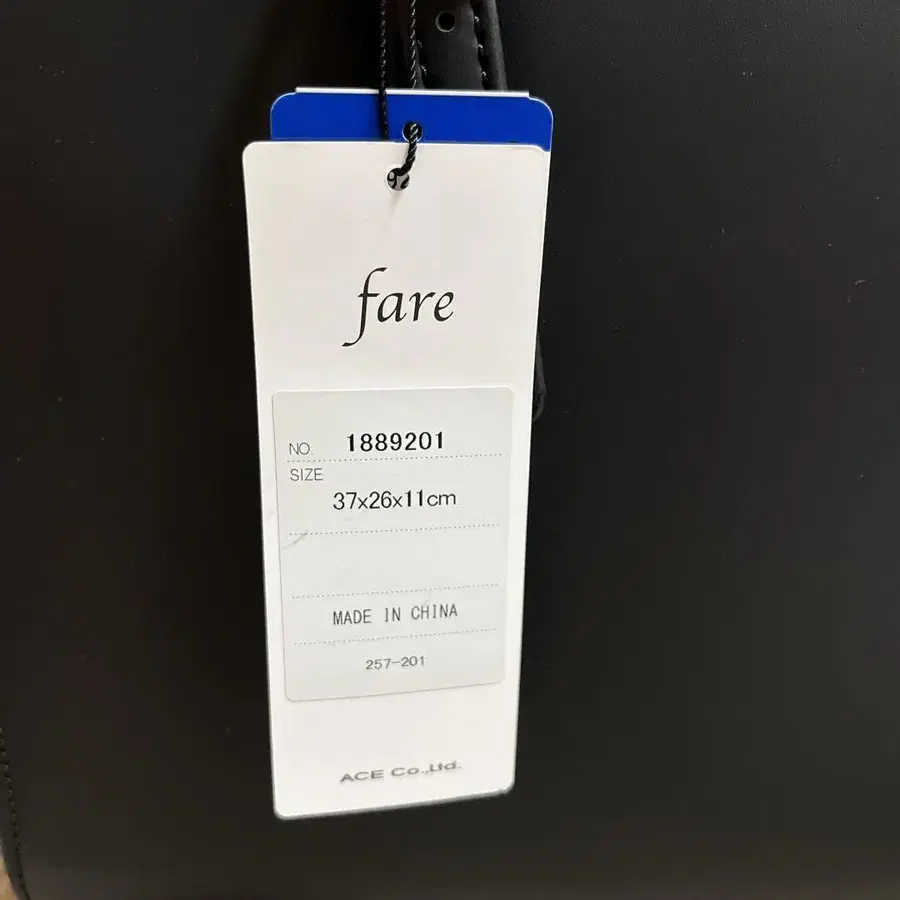 fare
NO. 1889201
SIZE
37x26x11cm
MADE IN CHINA
257-201
ACE Co.,Ltd.